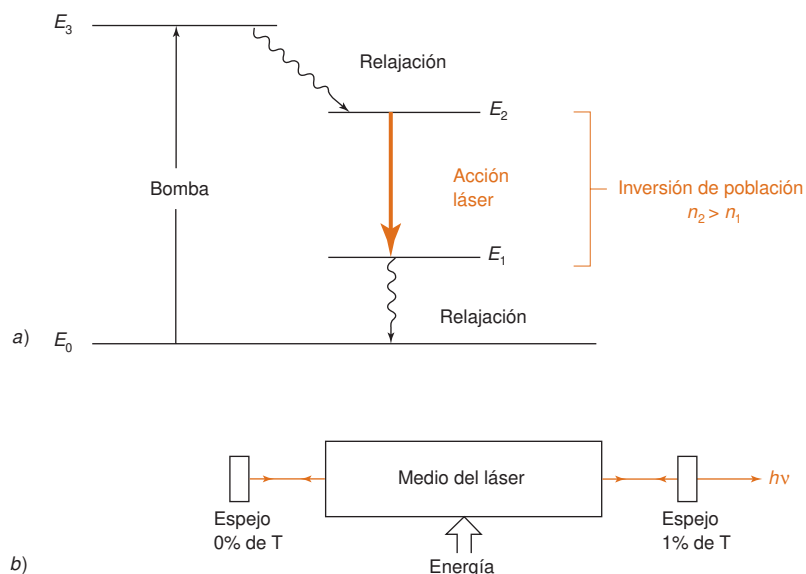 E3
Relajación
E2
Bomba
Acción
láser
Inversión de población
n2 > n1
E1
Relajación
a)
E0
Medio del láser
hν
Espejo
0% de T
Espejo
1% de T
b)
Energía